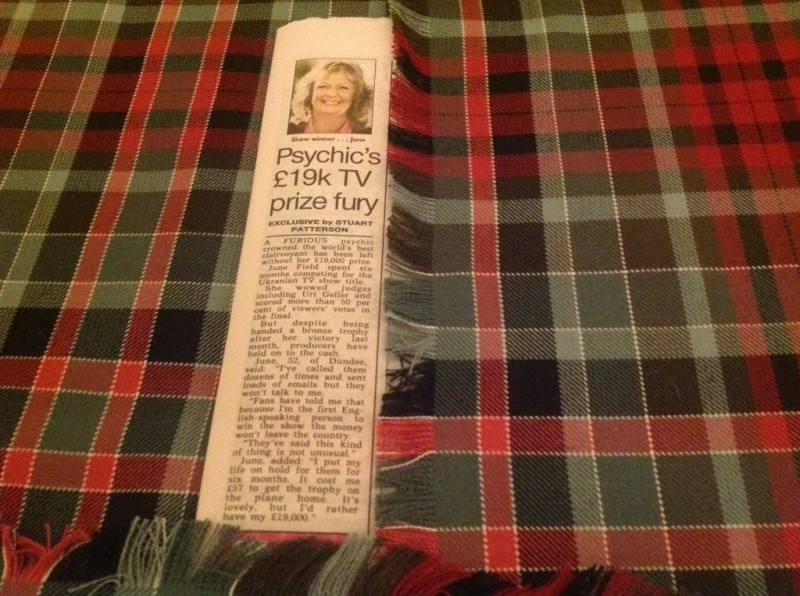 Show winner . . . June
Psychic's
£19k TV
prize fury
EXCLUSIVE by STUART
PATTERSON
A FURIOUS psychic
crowned the world's best
clairvoyant has been left
without her £19,000 prize.
June Field spent six
months competing for the
Ukranian TV show title.
She wowed judges
including Uri Geller and
scored more than 50 per
cent of viewers' votes in
the final.
But despite being
handed a bronze trophy
after her victory last
month, producers have
held on to the cash.
June, 52, of Dundee,
said: "I've called them
dozens of times and sent
loads of emails but they
won't talk to me.
"Fans have told me that
because I'm the first Eng-
lish-speaking person to
win the show the money
won't leave the country.
"They've said this kind
of thing is not unusual."
June, added: "I put my
life on hold for them for
six months. It cost me
£57 to get the trophy on
the plane home. It's
lovely, but I'd rather
have my £19,000."